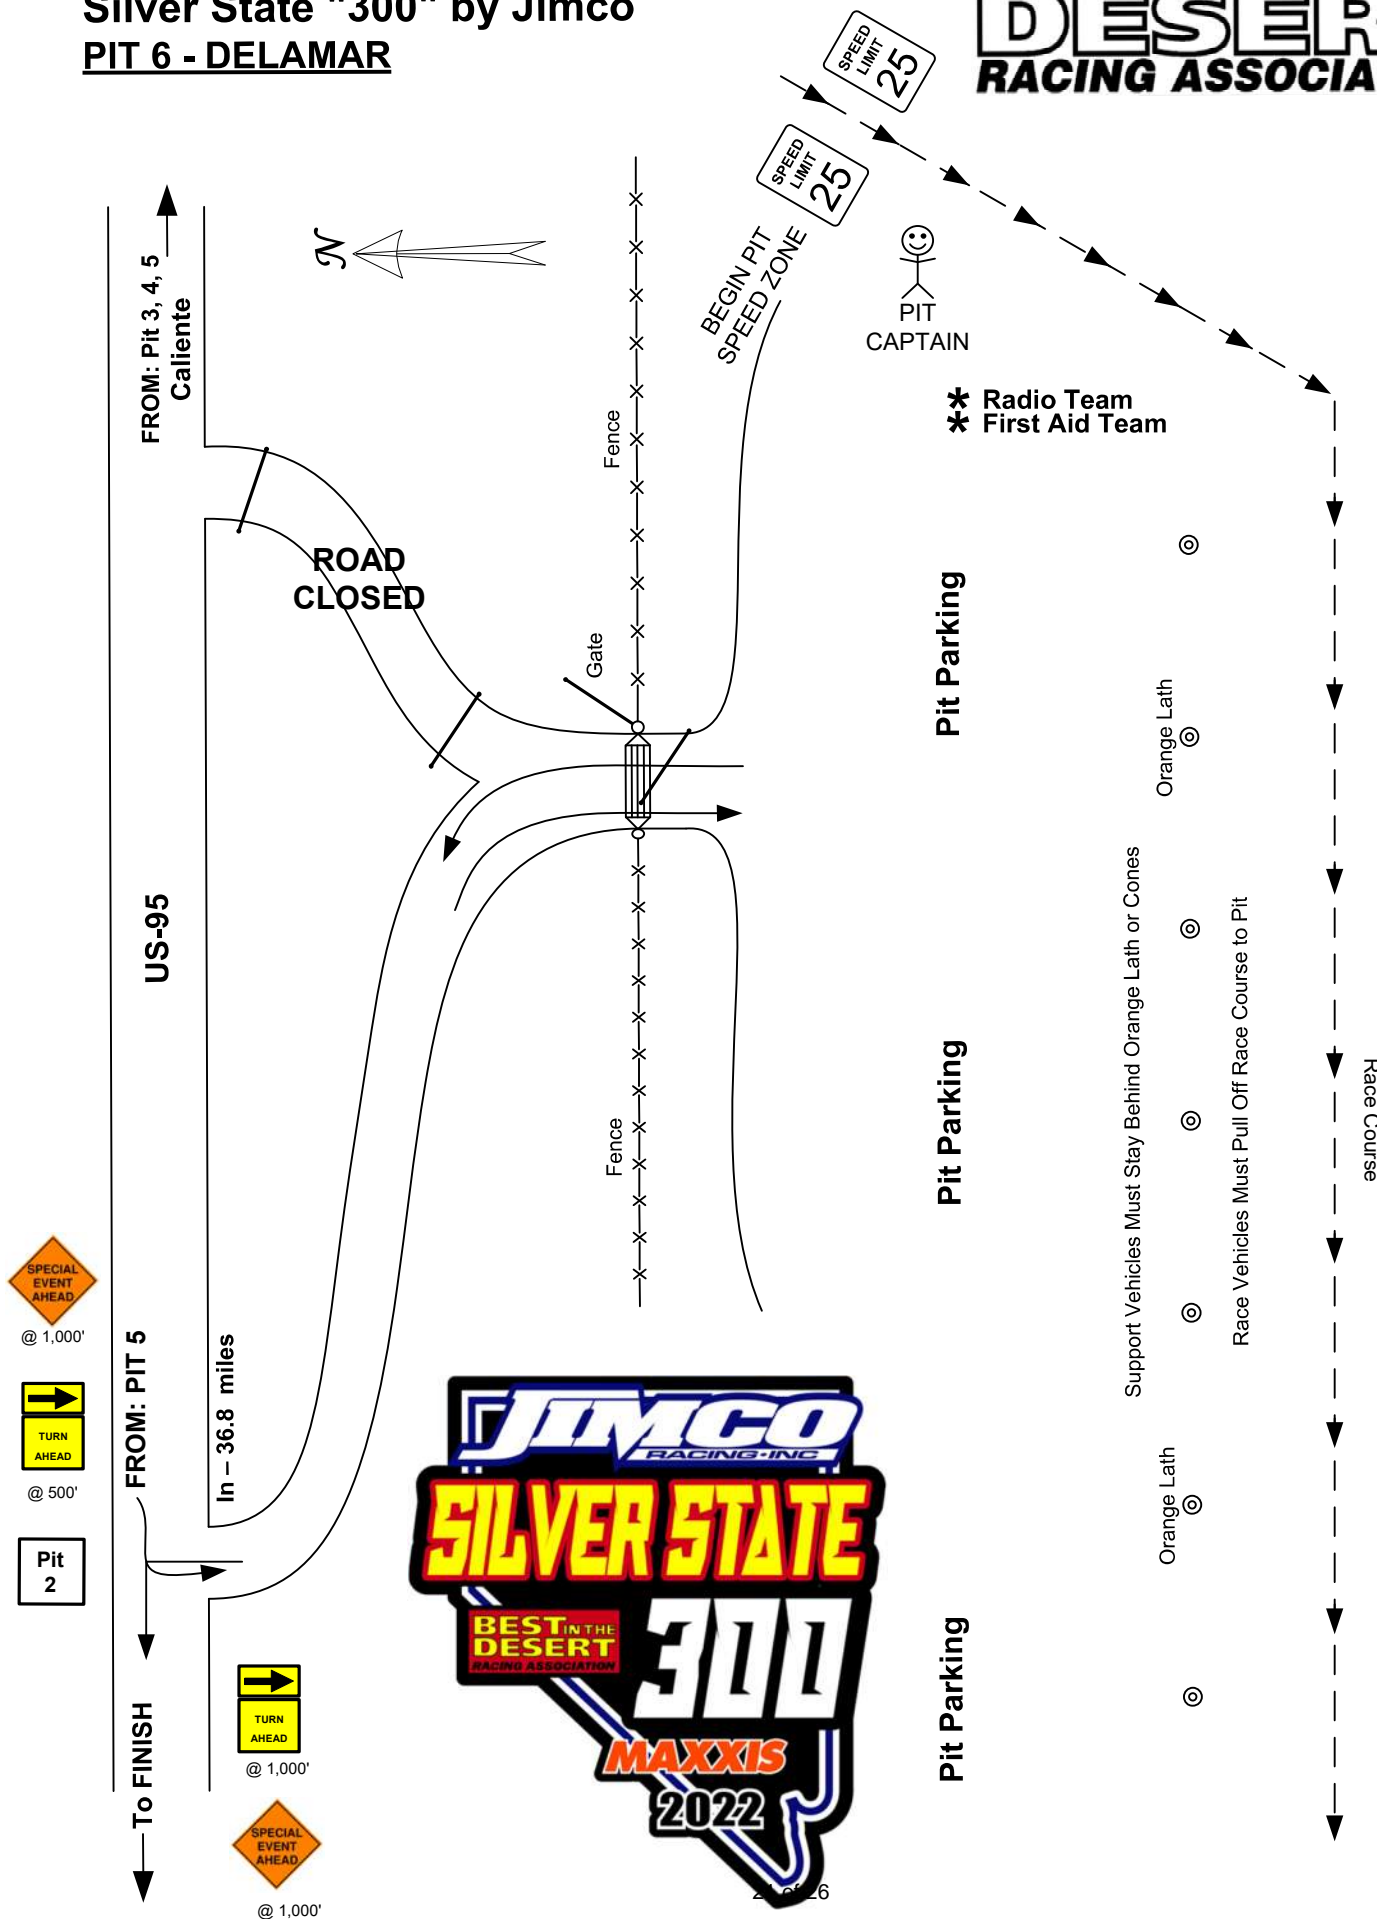 Silver State "300" by Jimco
PIT 6 - DELAMAR
DESER
RACING ASSOCIA
SPEED
LIMIT
25
SPEED
LIMIT
25
BEGIN PIT
SPEED ZONE
PIT
CAPTAIN
* Radio Team
* First Aid Team
N
FROM: Pit 3, 4, 5
Caliente
Fence
ROAD
CLOSED
Gate
Pit Parking
Orange Lath
US-95
Support Vehicles Must Stay Behind Orange Lath or Cones
Race Vehicles Must Pull Off Race Course to Pit
Race Course
Pit Parking
Fence
SPECIAL
EVENT
AHEAD
@ 1,000'
TURN
AHEAD
@ 500'
Pit
2
FROM: PIT 5
In – 36.8 miles
Orange Lath
Pit Parking
To FINISH
TURN
AHEAD
@ 1,000'
SPECIAL
EVENT
AHEAD
@ 1,000'
JIMCO
RACING•INC
SILVER STATE
300
BEST IN THE
DESERT
RACING ASSOCIATION
MAXXIS
2022
of 26